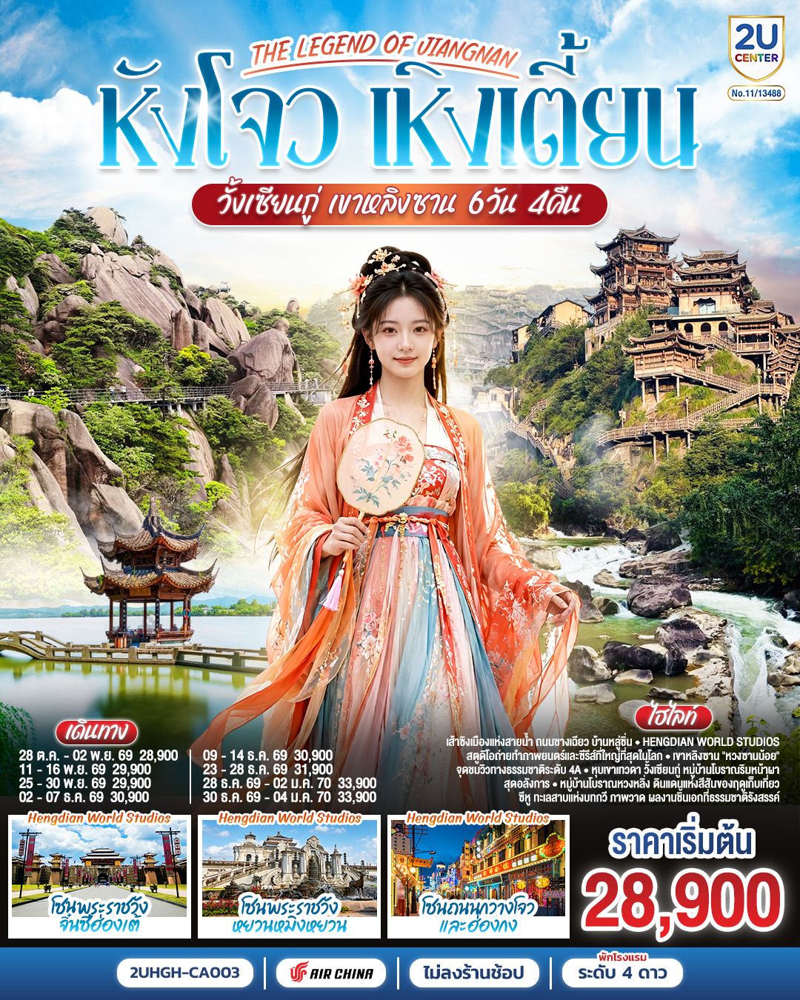 THE LEGEND OF JIANGNAN
2U
CENTER
No.11/13488
หังโจว เหิงเตี้ยน
วั้งเซียนกู่ เขาหลิงซาน 6วัน 4คืน
เดินทาง
28 ต.ค. - 02 พ.ย. 69 28,900
11 - 16 พ.ย. 69 29,900
25 - 30 พ.ย. 69 29,900
02 - 07 ธ.ค. 69 30,900
09 - 14 ธ.ค. 69 30,900
23 - 28 ธ.ค. 69 31,900
28 ธ.ค. 69 - 02 ม.ค. 70 33,900
30 ธ.ค. 69 - 04 ม.ค. 70 33,900
ไฮไลท์
เส้าซิงเมืองแห่งสายน้ำ ถนนชางเฉียว บ้านหลู่ซิ่น • HENGDIAN WORLD STUDIOS
สตูดิโอถ่ายทำภาพยนตร์และซีรีส์ที่ใหญ่ที่สุดในโลก • เขาหลิงซาน "หวงซานน้อย"
จุดชมวิวทางธรรมชาติระดับ 4A • หุบเขาเทวดา วั้งเซียนกู่ หมู่บ้านโบราณริมหน้าผา
สุดอลังการ • หมู่บ้านโบราณหวงหลิ่ง ดินแดนแห่งสีสันของฤดูเก็บเกี่ยว
ซีหู ทะเลสาบแห่งบทกวี ภาพวาด ผลงานชิ้นเอกที่ธรรมชาติรังสรรค์
Hengdian World Studios
โซนพระราชวัง
จิ๋นซีฮ่องเต้
Hengdian World Studios
โซนพระราชวัง
หยวนหมิงหยวน
Hengdian World Studios
โซนถนนกวางโจว
และฮ่องกง
ราคาเริ่มต้น
28,900
2UHGH-CA003
AIR CHINA
ไม่ลงร้านช้อป
พักโรงแรม
ระดับ 4 ดาว